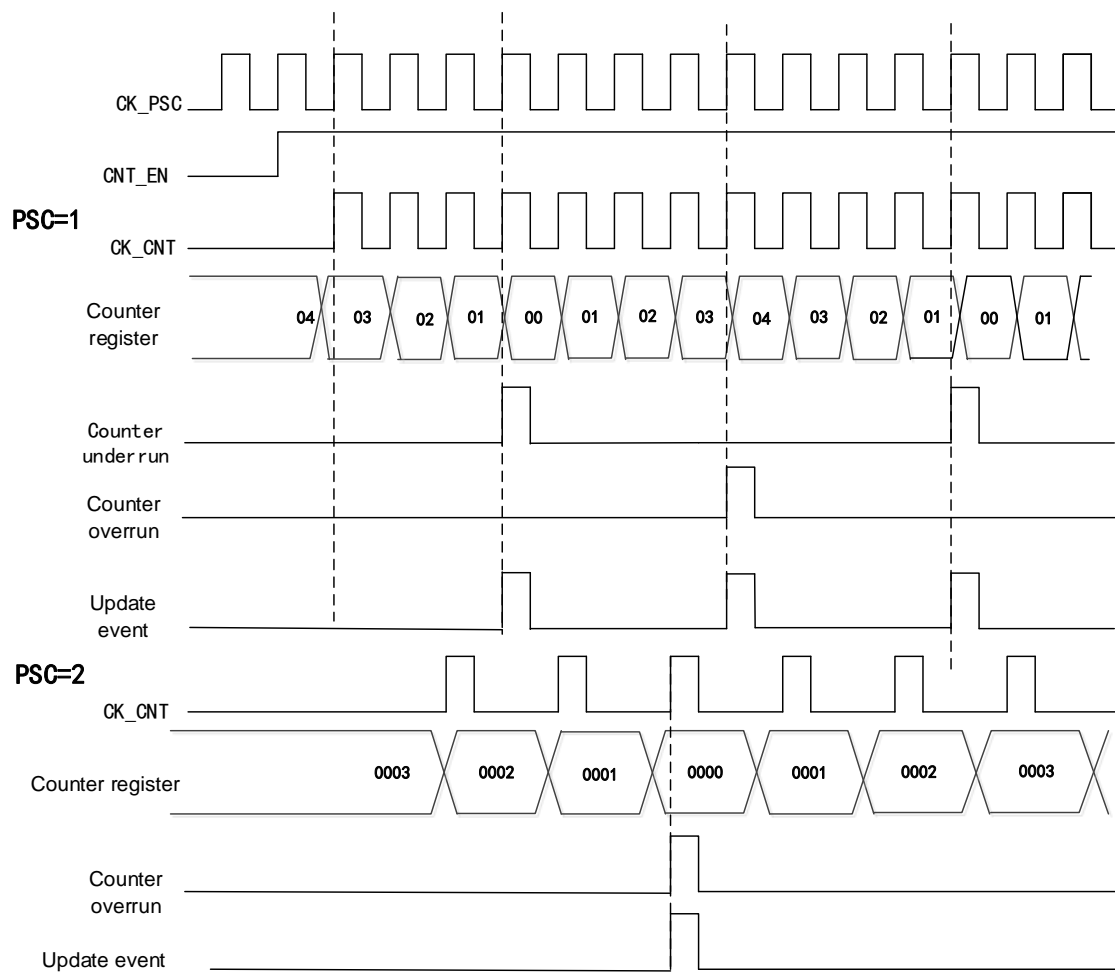 CK_PSC
CNT_EN
PSC=1
CK_CNT
Counter
register
04 03 02 01 00 01 02 03 04 03 02 01 00 01
Counter
underrun
Counter
overrun
Update
event
PSC=2
CK_CNT
Counter register
0003 0002 0001 0000 0001 0002 0003
Counter
overrun
Update event